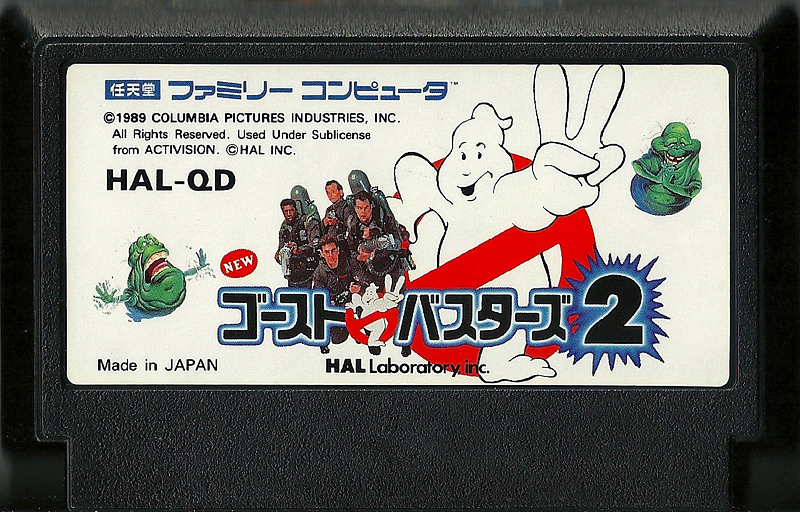 任天堂 ファミリー コンピュータ™
©1989 COLUMBIA PICTURES INDUSTRIES, INC.
All Rights Reserved. Used Under Sublicense
from ACTIVISION. ©HAL INC.
HAL-QD
NEW
ゴーストバスターズ2
Made in JAPAN
HAL Laboratory, inc.